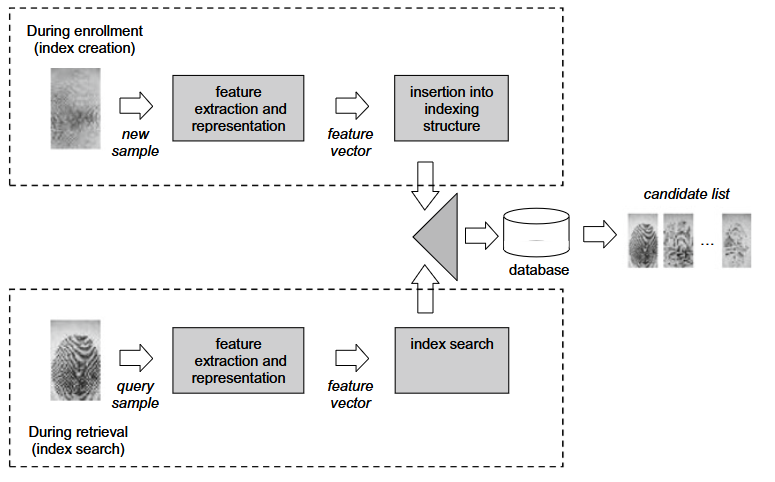 During enrollment
(index creation)
new
sample
feature
extraction and
representation
feature
vector
insertion into
indexing
structure
candidate list
...
database
query
sample
feature
extraction and
representation
feature
vector
index search
During retrieval
(index search)